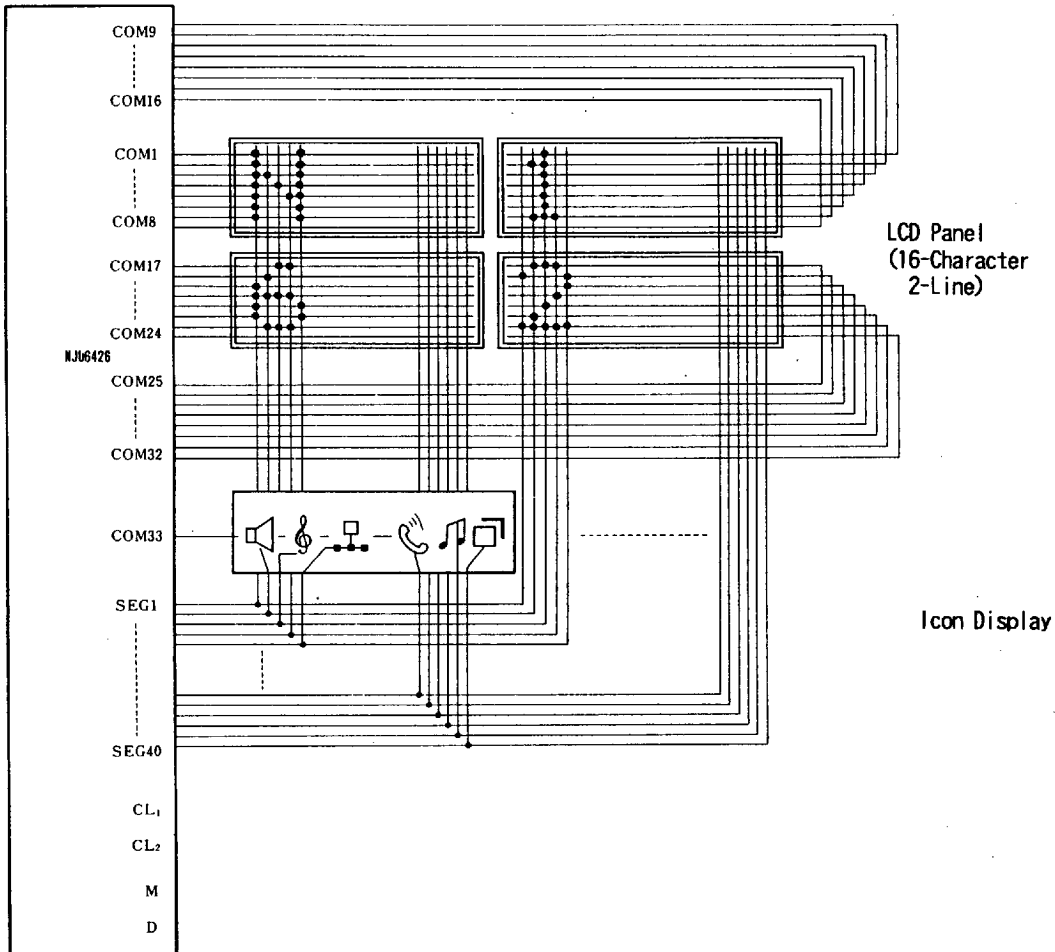 COM9
COM16
COM1
COM8
LCD Panel
(16-Character
2-Line)
COM17
COM24
NJU6426
COM25
COM32
COM33
SEG1
Icon Display
SEG40
CL₁
CL₂
M
D